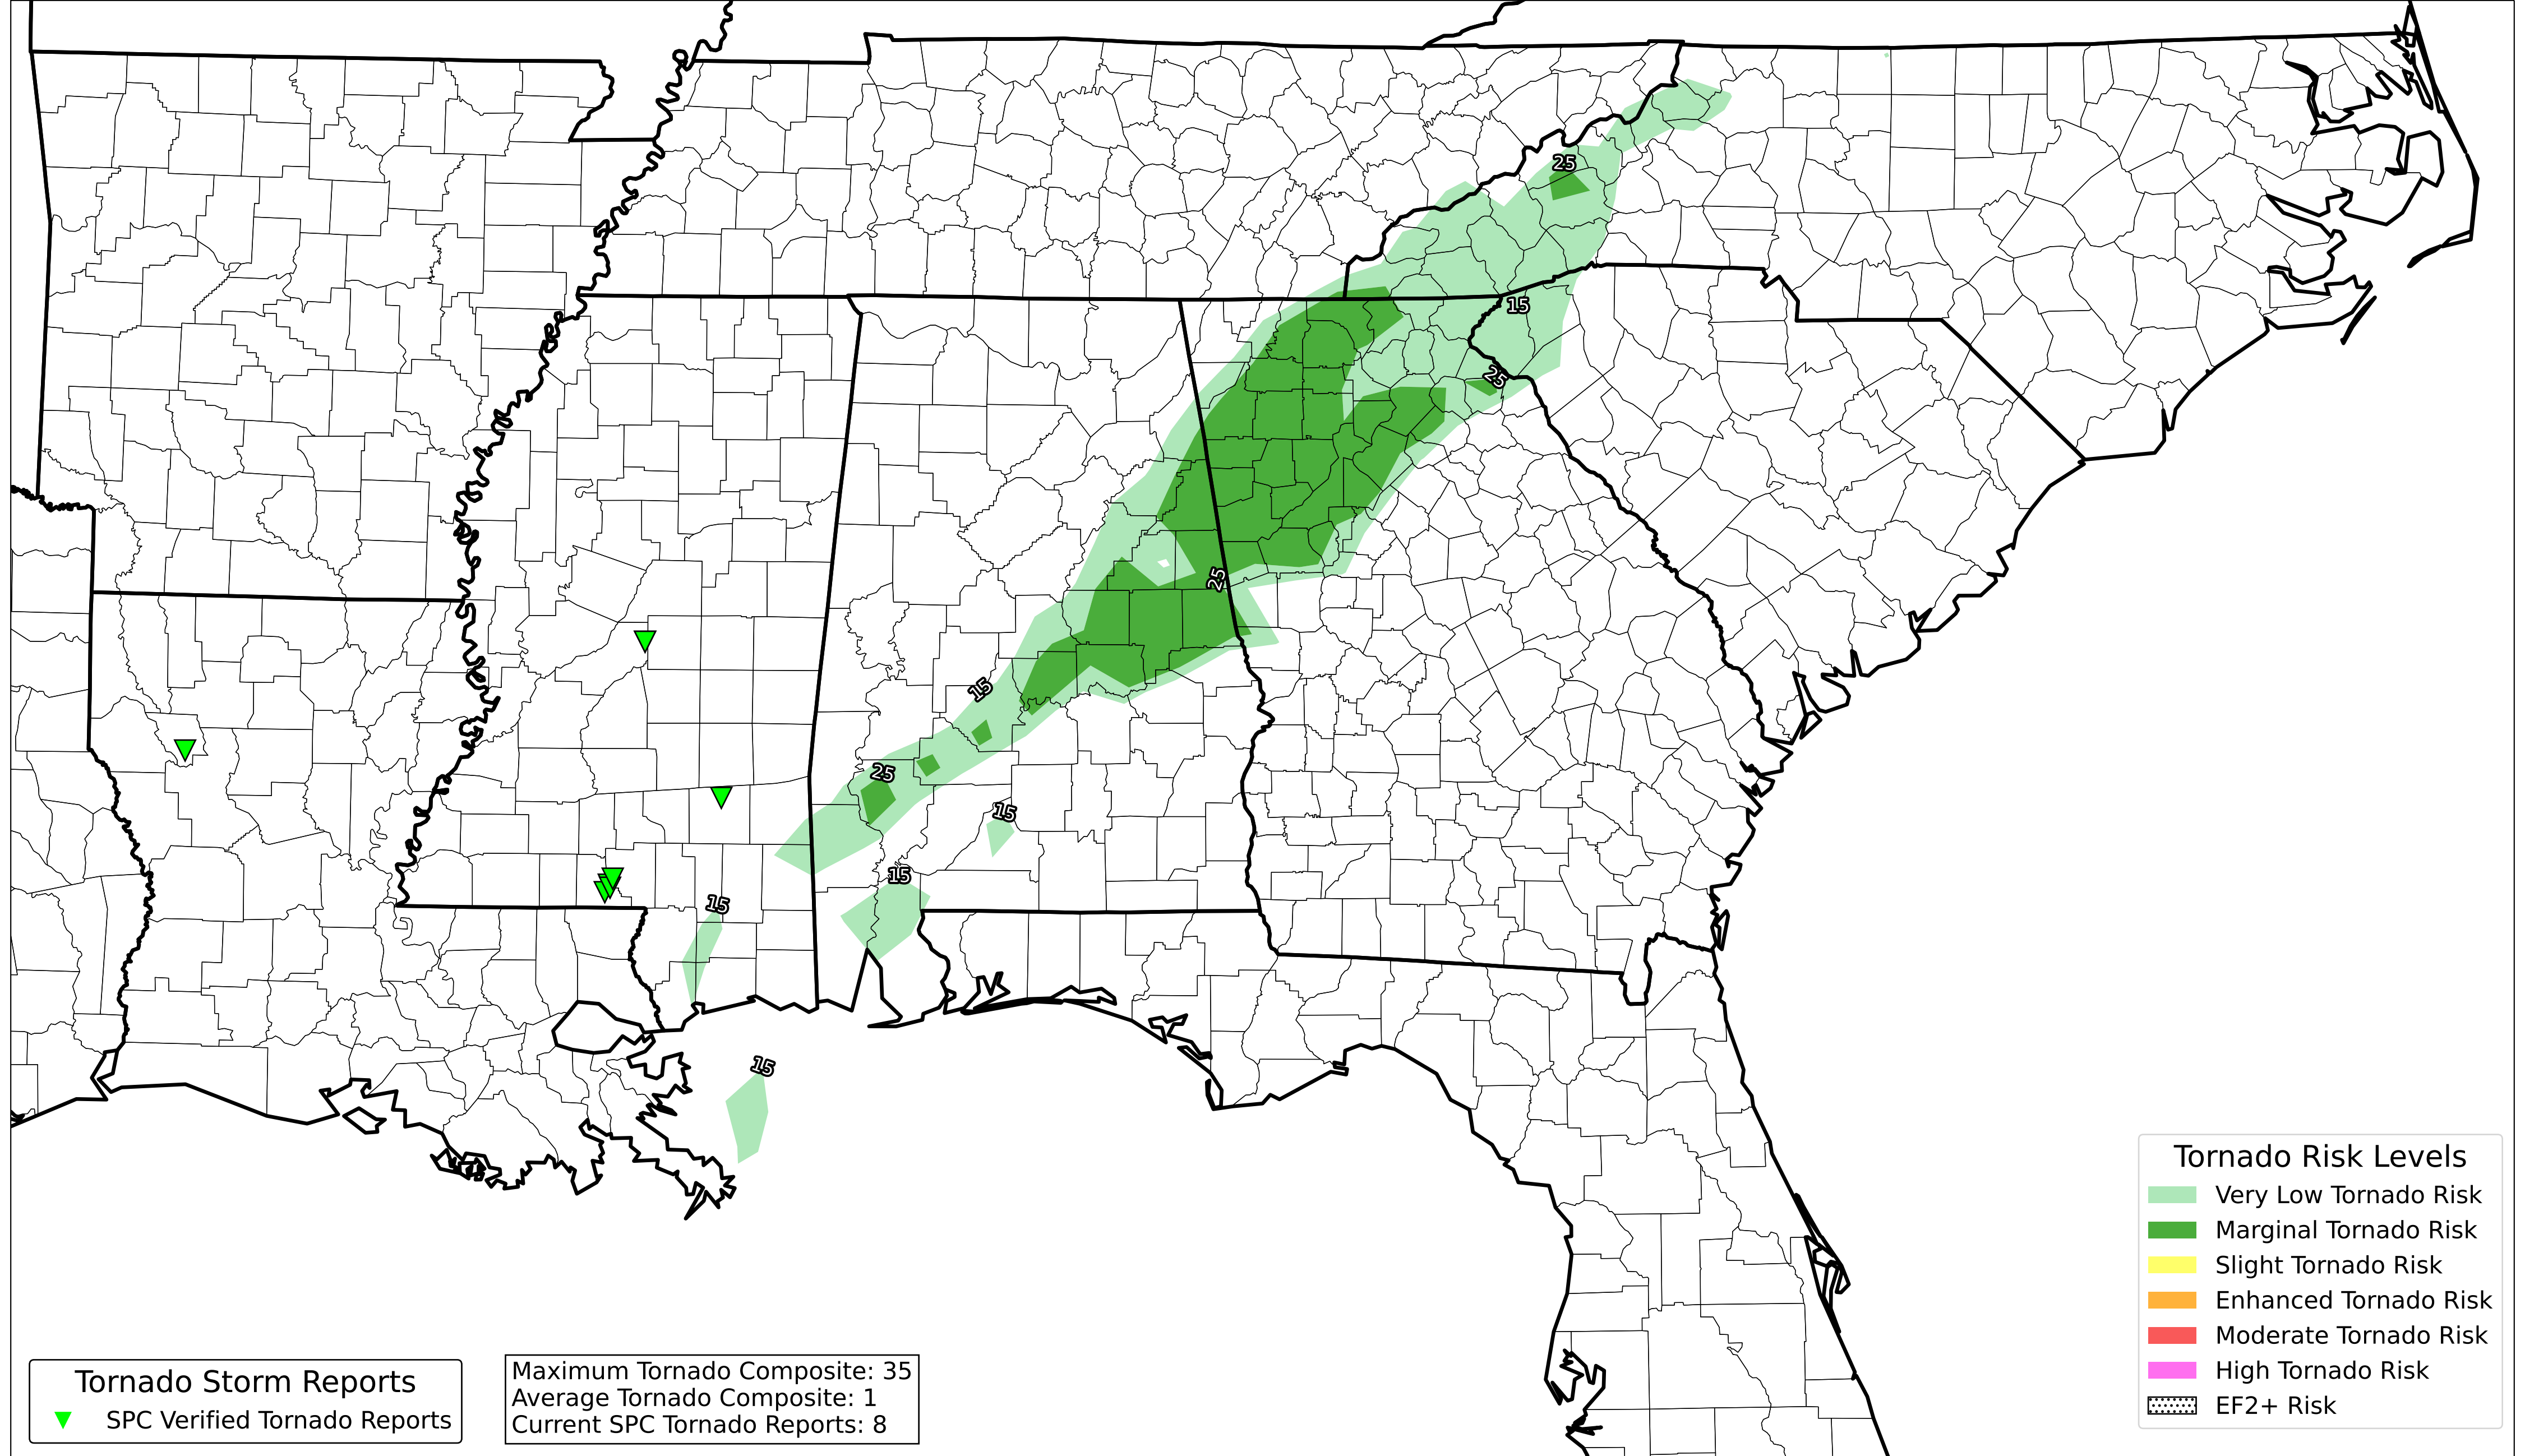 25
15
25
25
15
25
15
15
15
15
Tornado Storm Reports
SPC Verified Tornado Reports
Maximum Tornado Composite: 35
Average Tornado Composite: 1
Current SPC Tornado Reports: 8
Tornado Risk Levels
Very Low Tornado Risk
Marginal Tornado Risk
Slight Tornado Risk
Enhanced Tornado Risk
Moderate Tornado Risk
High Tornado Risk
EF2+ Risk